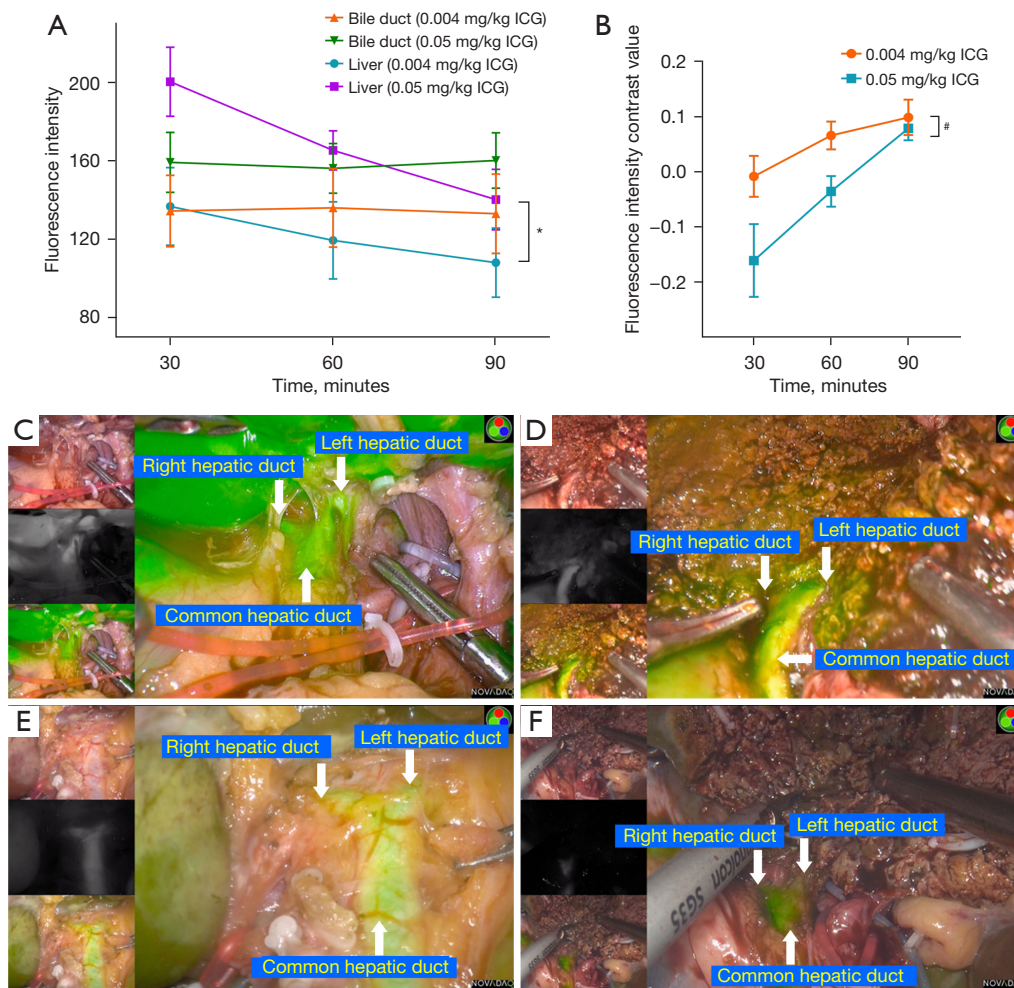 A
Bile duct (0.004 mg/kg ICG)
Bile duct (0.05 mg/kg ICG)
Liver (0.004 mg/kg ICG)
Liver (0.05 mg/kg ICG)
Fluorescence intensity
200
160
120
80
*
30
60
90
Time, minutes
B
0.004 mg/kg ICG
0.05 mg/kg ICG
Fluorescence intensity contrast value
0.2
0.1
0.0
−0.1
−0.2
#
30
60
90
Time, minutes
C
Left hepatic duct
Right hepatic duct
Common hepatic duct
NOVADAQ
D
Left hepatic duct
Right hepatic duct
Common hepatic duct
NOVADAQ
E
Left hepatic duct
Right hepatic duct
Common hepatic duct
NOVADAQ
F
Left hepatic duct
Right hepatic duct
SG35
Common hepatic duct
NOVADAQ